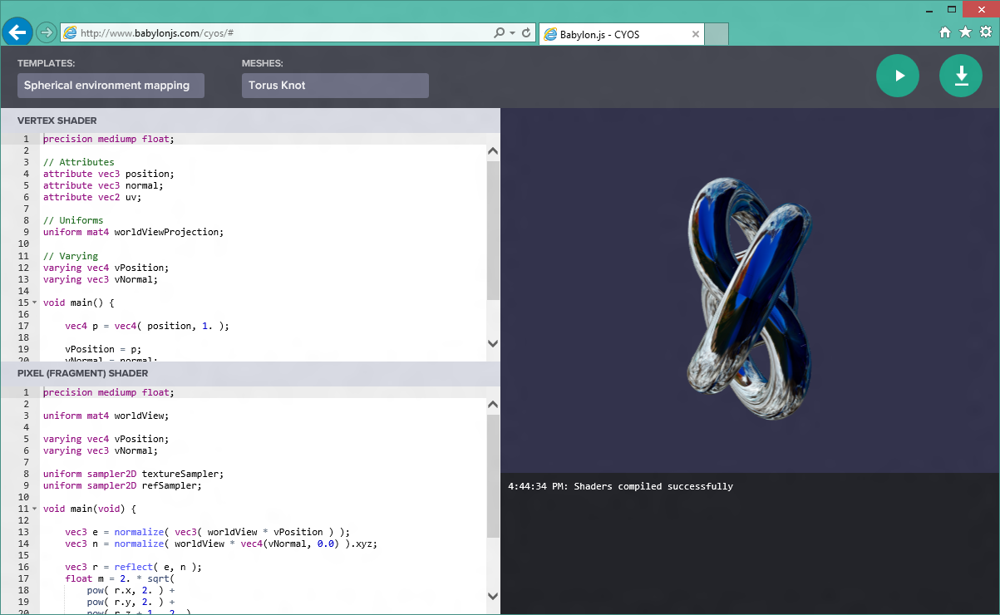 http://www.babylonjs.com/cyos/#
Babylon.js - CYOS
TEMPLATES:
Spherical environment mapping
MESHES:
Torus Knot
VERTEX SHADER
1 precision mediump float;
2
3 // Attributes
4 attribute vec3 position;
5 attribute vec3 normal;
6 attribute vec2 uv;
7
8 // Uniforms
9 uniform mat4 worldViewProjection;
10
11 // Varying
12 varying vec4 vPosition;
13 varying vec3 vNormal;
14
15 void main() {
16
17 vec4 p = vec4( position, 1. );
18
19 vPosition = p;
20 vNormal = normal;
PIXEL (FRAGMENT) SHADER
1 precision mediump float;
2
3 uniform mat4 worldView;
4
5 varying vec4 vPosition;
6 varying vec3 vNormal;
7
8 uniform sampler2D textureSampler;
9 uniform sampler2D refSampler;
10
11 void main(void) {
12
13 vec3 e = normalize( vec3( worldView * vPosition ) );
14 vec3 n = normalize( worldView * vec4(vNormal, 0.0) ).xyz;
15
16 vec3 r = reflect( e, n );
17 float m = 2. * sqrt(
18 pow( r.x, 2. ) +
19 pow( r.y, 2. ) +
20 pow( r.z + 1., 2. )
4:44:34 PM: Shaders compiled successfully